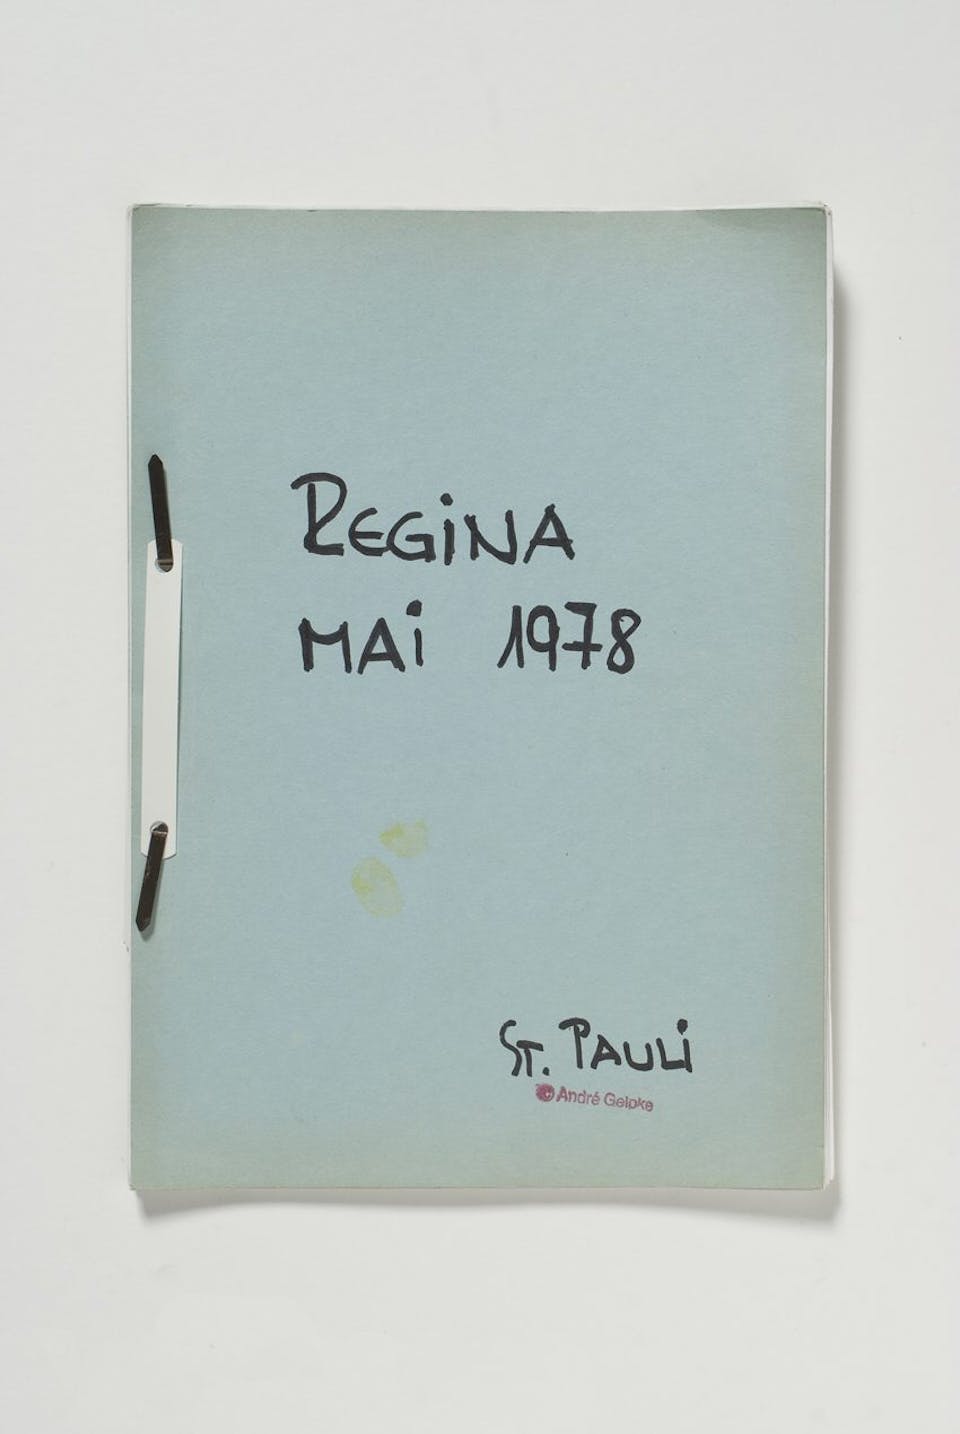 REGiNA
MAi 1978
ST. PAULi
© André Gelpke